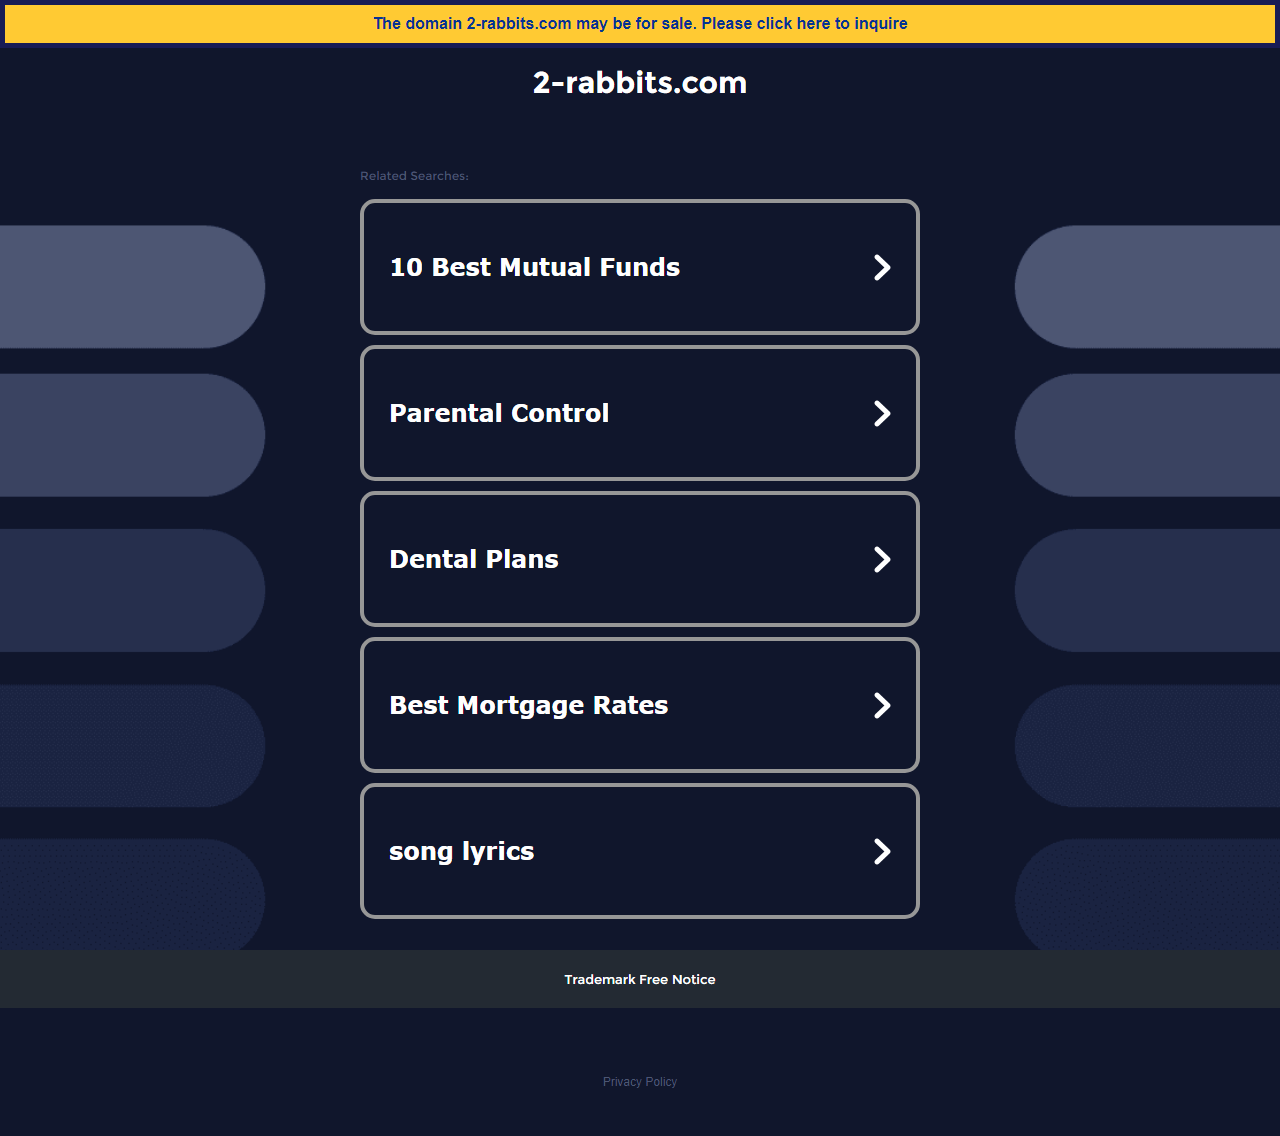 The domain 2-rabbits.com may be for sale. Please click here to inquire
2-rabbits.com
Related Searches:
10 Best Mutual Funds
Parental Control
Dental Plans
Best Mortgage Rates
song lyrics
Trademark Free Notice
Privacy Policy